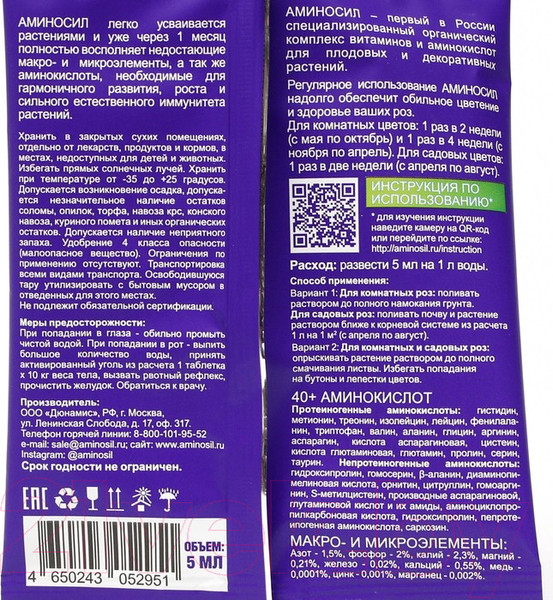 АМИНОСИЛ легко усваивается
растениями и уже через 1 месяц
полностью восполняет недостающие
макро- и микроэлементы, а так же
аминокислоты, необходимые для
гармоничного развития, роста и
сильного естественного иммунитета
растений.
Хранить в закрытых сухих помещениях,
отдельно от лекарств, продуктов и кормов, в
местах, недоступных для детей и животных.
Избегать прямых солнечных лучей. Хранить
при температуре от -35 до +25 градусов.
Допускается возникновение осадка, допуска-
ется незначительное наличие остатков
соломы, опилок, торфа, навоза крс, конского
навоза, куриного помета и иных органических
остатков. Допускается наличие неприятного
запаха. Удобрение 4 класса опасности
(малоопасное вещество). Ограничения по
применению отсутствуют. Транспортировка
всеми видами транспорта. Освободившуюся
тару утилизировать с бытовым мусором в
отведенных для этого местах.
Не подлежит обязательной сертификации.
Меры предосторожности:
При попадании в глаза - обильно промыть
чистой водой. При попадании в рот - выпить
большое количество воды, принять
активированный уголь из расчета 1 таблетка
х 10 кг веса тела, вызвать рвотный рефлекс,
прочистить желудок. Обратиться к врачу.
Производитель:
ООО «Дюнамис», РФ, г. Москва,
ул. Ленинская Слобода, д. 17, оф. 317.
Телефон горячей линии: 8-800-101-95-52
e-mail: sale@aminosil.ru; сайт: www.aminosil.ru
Instagram: @aminosil
Срок годности не ограничен.
ЕАС
ОБЪЕМ:
5 МЛ
4 650243 052951
АМИНОСИЛ – первый в России
специализированный органический
комплекс витаминов и аминокислот
для плодовых и декоративных
растений.
Регулярное использование АМИНОСИЛ
надолго обеспечит обильное цветение
и здоровье ваших роз.
Для комнатных цветов: 1 раз в 2 недели
(с мая по октябрь) и 1 раз в 4 недели (с
ноября по апрель). Для садовых цветов:
1 раз в две недели (с апреля по август).
ИНСТРУКЦИЯ ПО
ИСПОЛЬЗОВАНИЮ*
* для изучения инструкции
наведите камеру на QR-код
или перейдите по ссылке:
http://aminosil.ru/instruction
Расход: развести 5 мл на 1 л воды.
Способ применения:
Вариант 1: Для комнатных роз: поливать
раствором до полного намокания грунта.
Для садовых роз: поливать почву и растение
раствором ближе к корневой системе из расчета
1 л на 1 м² (с апреля по август).
Вариант 2: Для комнатных и садовых роз:
опрыскивать растение раствором до полного
смачивания листвы. Избегать попадания
на бутоны и лепестки цветов.
40+ АМИНОКИСЛОТ
Протеиногенные аминокислоты: гистидин,
метионин, треонин, изолейцин, лейцин, фенилала-
нин, триптофан, валин, аланин, глицин, аргинин,
аспарагин, кислота аспарагиновая, цистеин,
кислота глютаминовая, глютамин, пролин, серин,
таурин. Непротеиногенные аминокислоты:
гидроксипролин, гомосерин, β-аланин, диаминопи-
мелиновая кислота, орнитин, цитруллин, гомоарги-
нин, S-метилцистеин, производные аспарагиновой,
глутаминовой кислот и их амиды, аминоциклопро-
пилкарбоновая кислота, гидроксипролин, непроте-
ипогенная аминокислота, саркозин.
МАКРО- И МИКРОЭЛЕМЕНТЫ:
Азот - 1,5%, фосфор - 2%, калий - 2,3%, магний -
0,21%, железо - 0,02%, кальций - 0,55%, медь -
0,0001%, цинк - 0,001%, марганец - 0,002%.